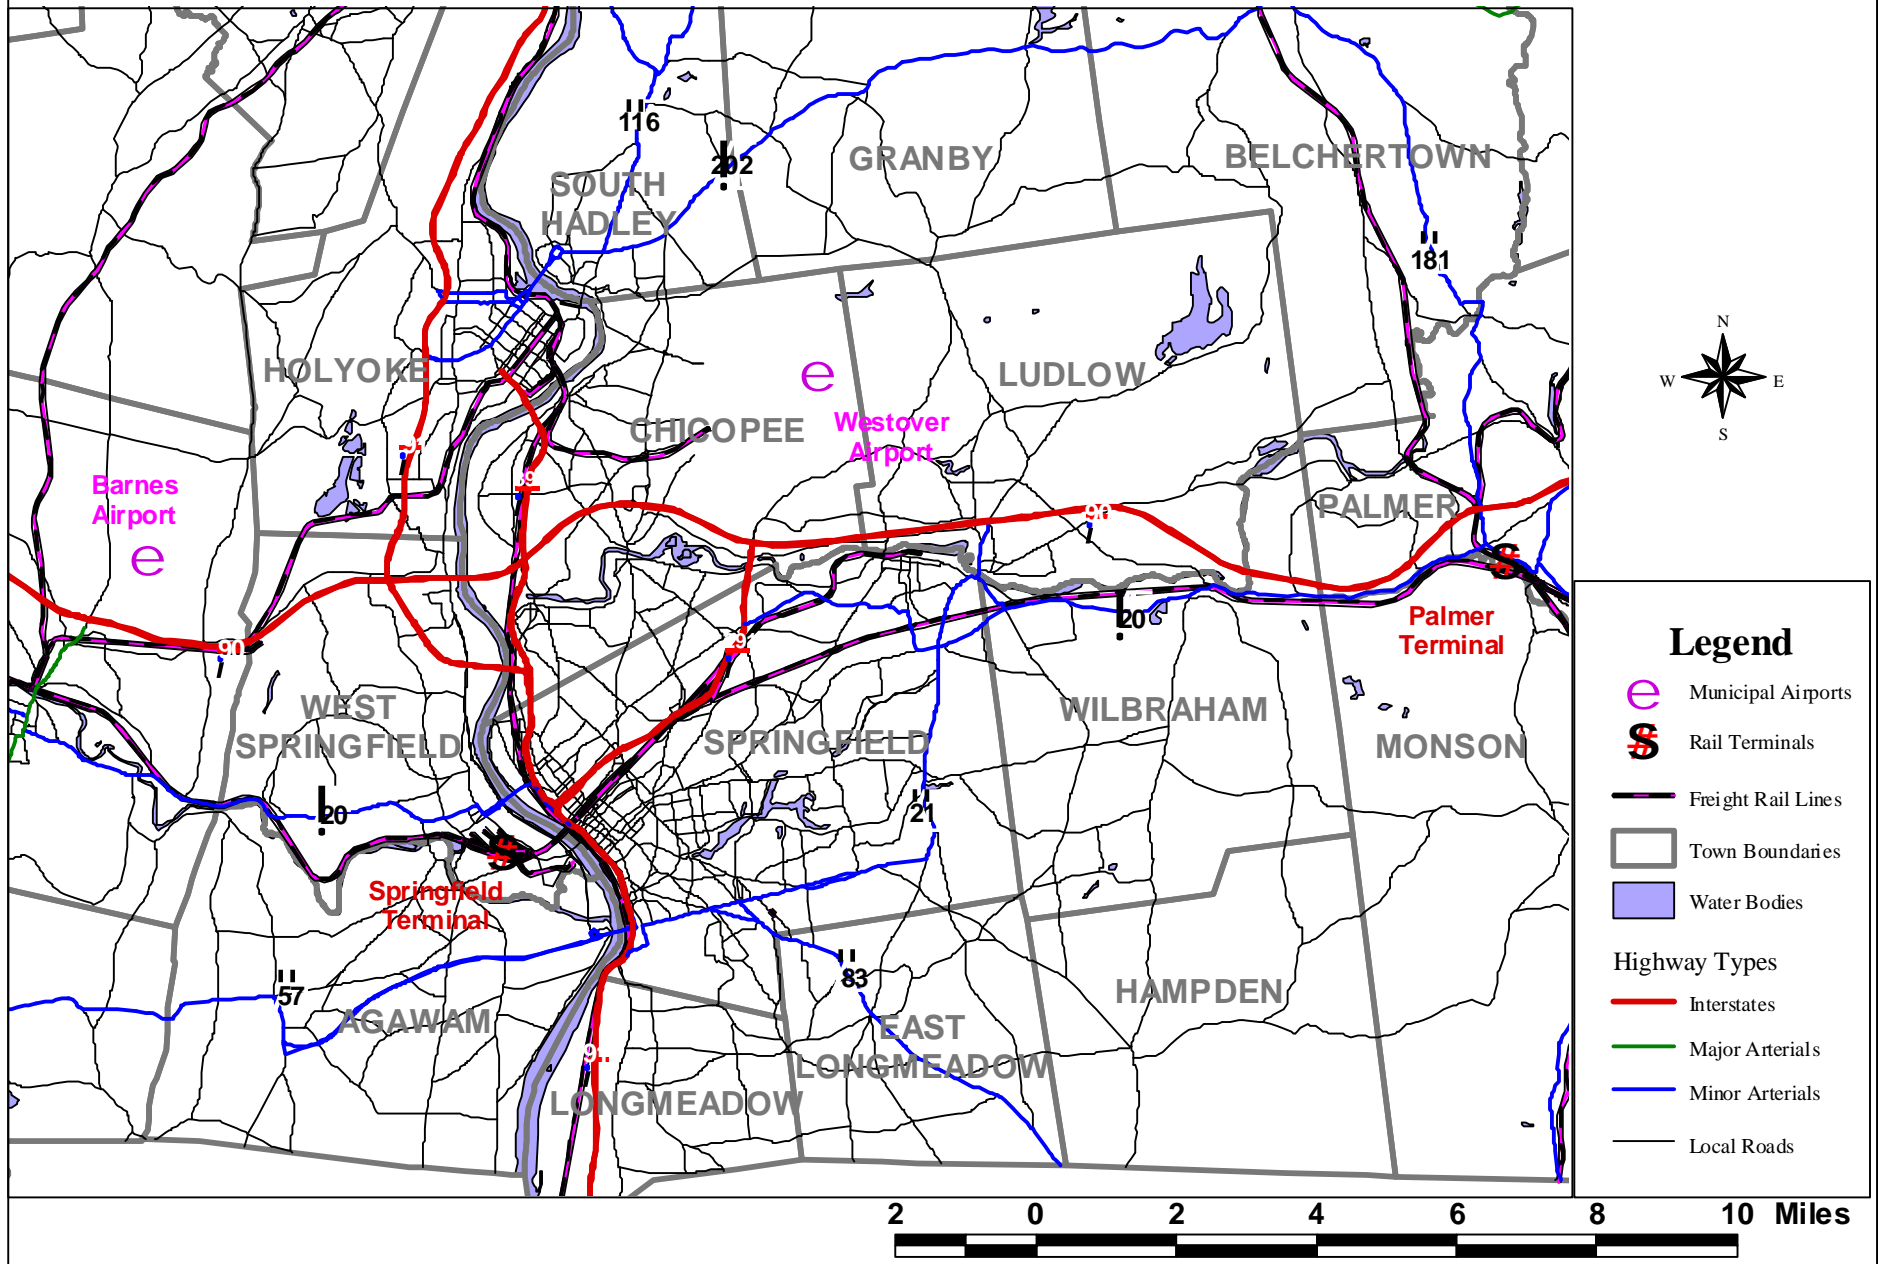 116
202
GRANBY
BELCHERTOWN
SOUTH
HADLEY
181
HOLYOKE
LUDLOW
CHICOPEE
Westover
Airport
Barnes
Airport
PALMER
90
20
Palmer
Terminal
90
WEST
SPRINGFIELD
SPRINGFIELD
WILBRAHAM
MONSON
20
21
Springfield
Terminal
57
83
AGAWAM
HAMPDEN
EAST
LONGMEADOW
LONGMEADOW
N
W E
S
Legend
Municipal Airports
Rail Terminals
Freight Rail Lines
Town Boundaries
Water Bodies
Highway Types
Interstates
Major Arterials
Minor Arterials
Local Roads
2 0 2 4 6 8 10 Miles